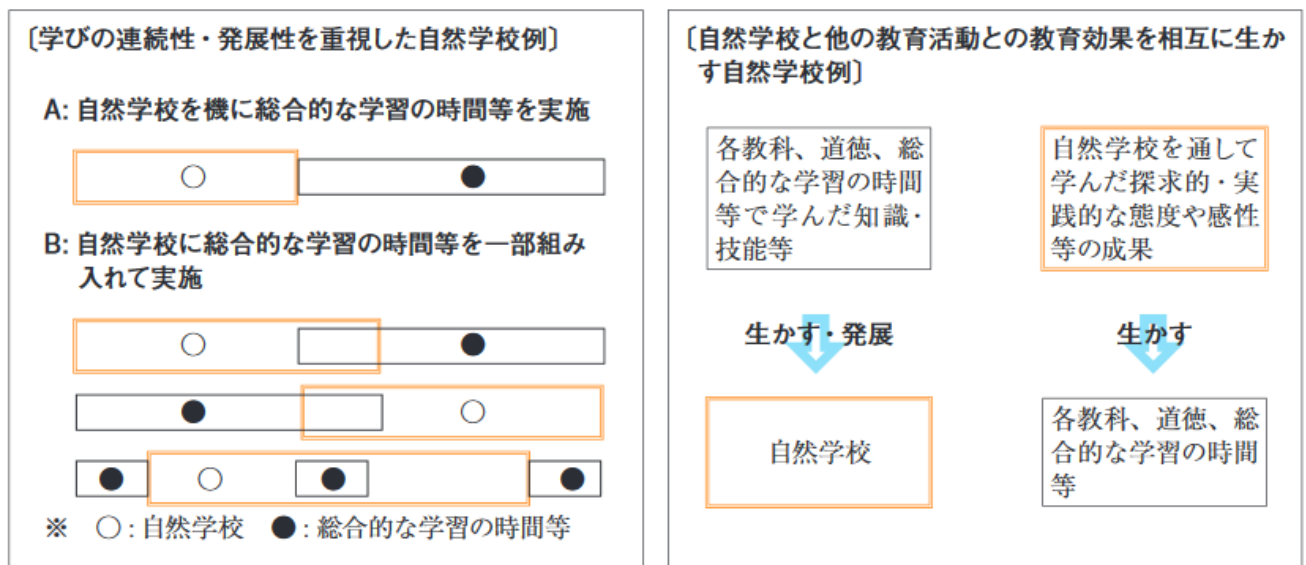 〔学びの連続性・発展性を重視した自然学校例〕
A: 自然学校を機に総合的な学習の時間等を実施
○ ●
B: 自然学校に総合的な学習の時間等を一部組み
入れて実施
○ ●
● ○
● ○ ● ●
※ ○：自然学校 ●：総合的な学習の時間等
〔自然学校と他の教育活動との教育効果を相互に生か
す自然学校例〕
各教科、道徳、総
合的な学習の時間
等で学んだ知識・
技能等
生かす・発展
自然学校
自然学校を通して
学んだ探求的・実
践的な態度や感性
等の成果
生かす
各教科、道徳、総
合的な学習の時間
等